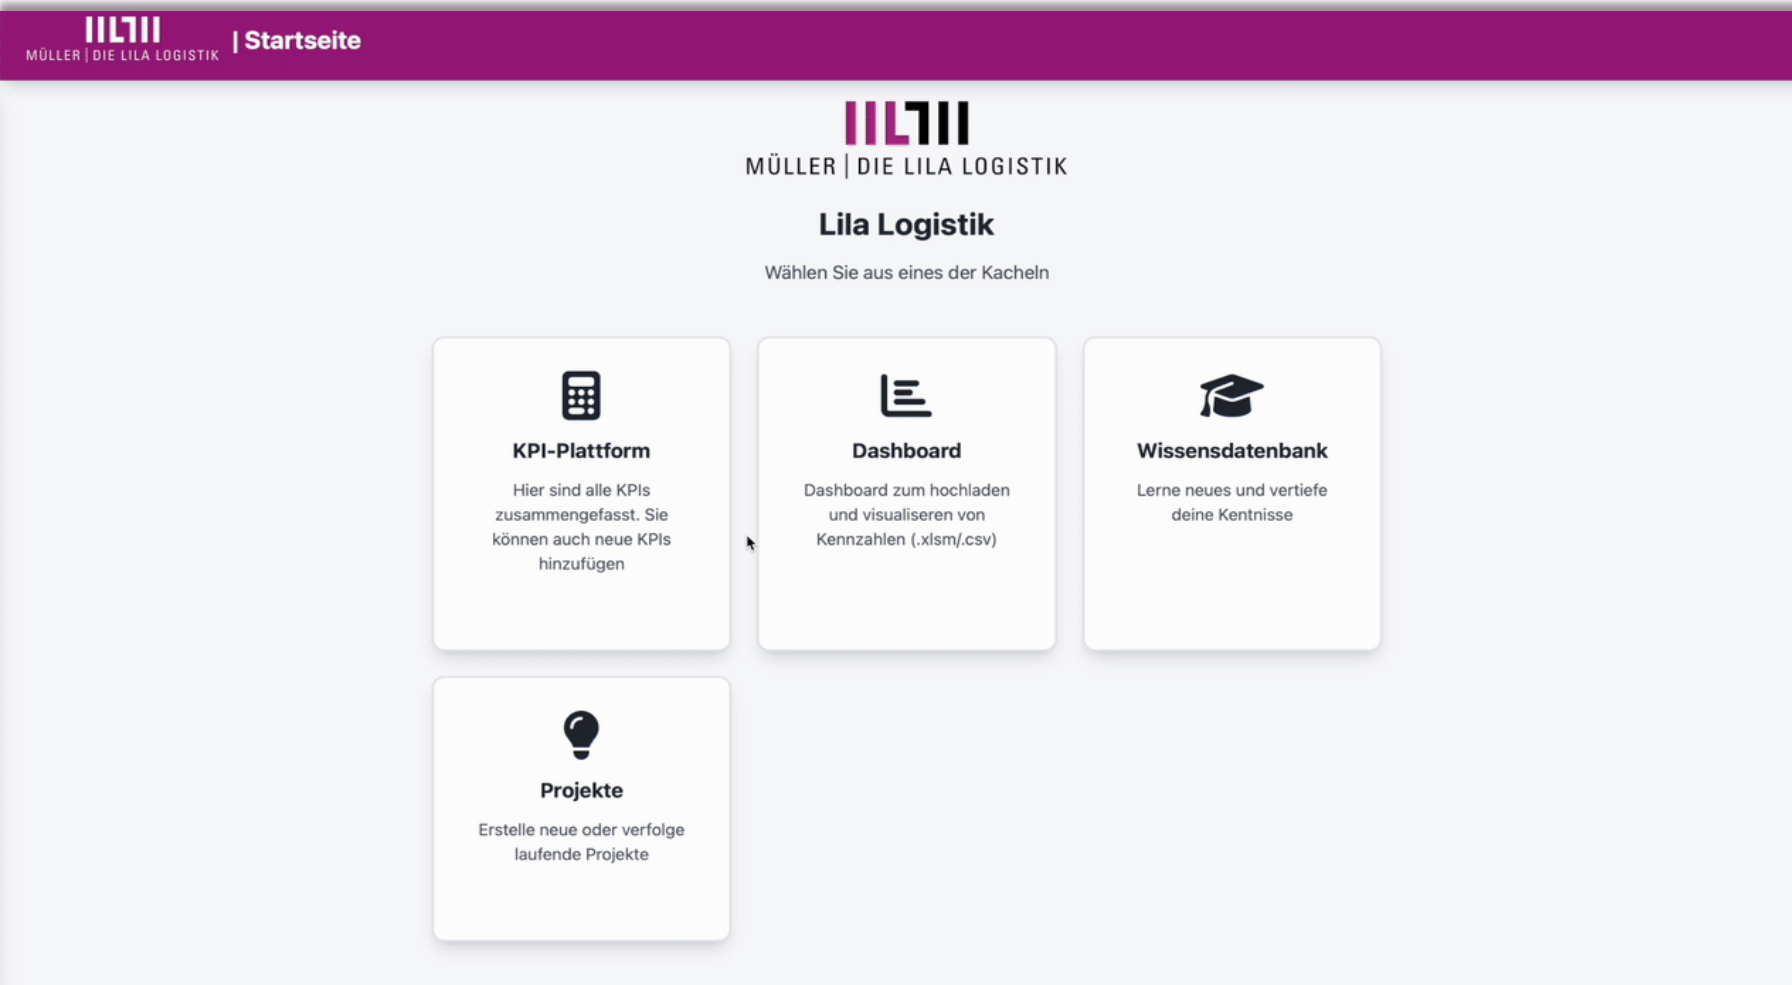 MÜLLER | DIE LILA LOGISTIK
| Startseite
MÜLLER | DIE LILA LOGISTIK
Lila Logistik
Wählen Sie aus eines der Kacheln
KPI-Plattform
Hier sind alle KPIs
zusammengefasst. Sie
können auch neue KPIs
hinzufügen
Dashboard
Dashboard zum hochladen
und visualiseren von
Kennzahlen (.xlsm/.csv)
Wissensdatenbank
Lerne neues und vertiefe
deine Kentnisse
Projekte
Erstelle neue oder verfolge
laufende Projekte